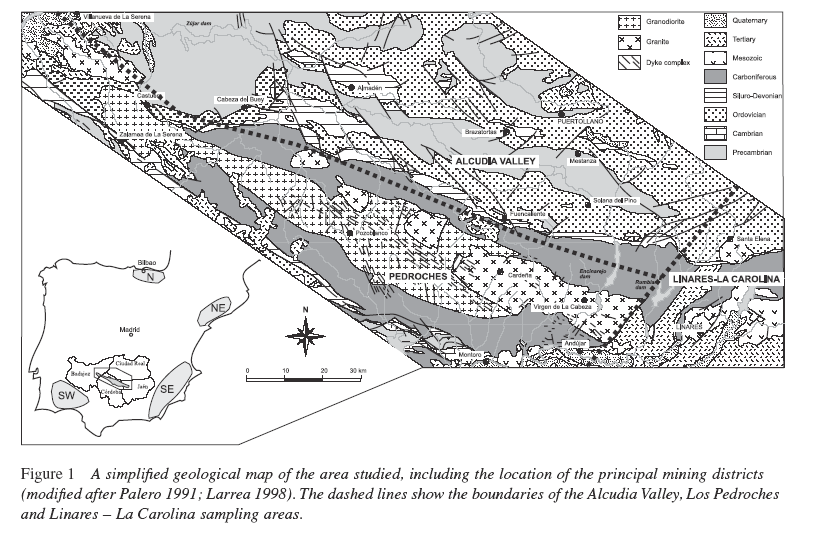 Villanueva de La Serena
Zújar dam
Castuera
Cabeza del Buey
Almadén
Zalamea de La Serena
Brazatortas
PUERTOLLANO
ALCUDIA VALLEY
Mestanza
Solana del Pino
Fuencaliente
Pozoblanco
Santa Elena
PEDROCHES
Cardeña
Encinarejo
dam
Rumblar
dam
LINARES-LA CAROLINA
Virgen de La Cabeza
LINARES
Andújar
Montoro
Granodiorite
Granite
Dyke complex
Quaternary
Tertiary
Mesozoic
Carboniferous
Siluro-Devonian
Ordovician
Cambrian
Precambrian
Bilbao
N
NE
Madrid
Ciudad Real
Badajoz
Jaén
Córdoba
SW
SE
N
0 10 20 30 km
Figure 1 A simplified geological map of the area studied, including the location of the principal mining districts
(modified after Palero 1991; Larrea 1998). The dashed lines show the boundaries of the Alcudia Valley, Los Pedroches
and Linares – La Carolina sampling areas.